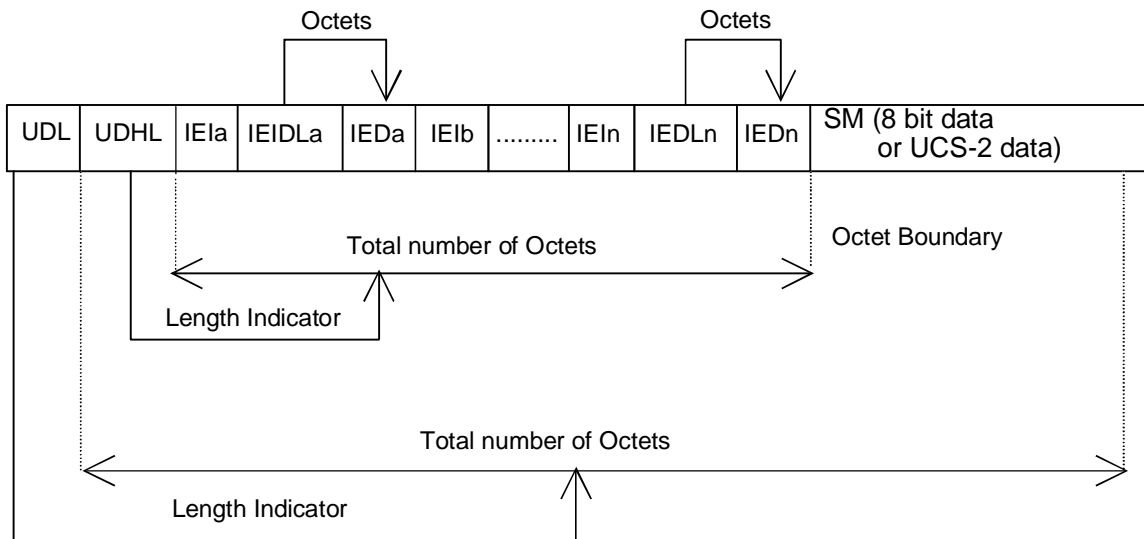 Octets
Octets
UDL
UDHL
IEIa
IEIDLa
IEDa
IEIb
.........
IEIn
IEDLn
IEDn
SM (8 bit data
or UCS-2 data)
Total number of Octets
Octet Boundary
Length Indicator
Total number of Octets
Length Indicator